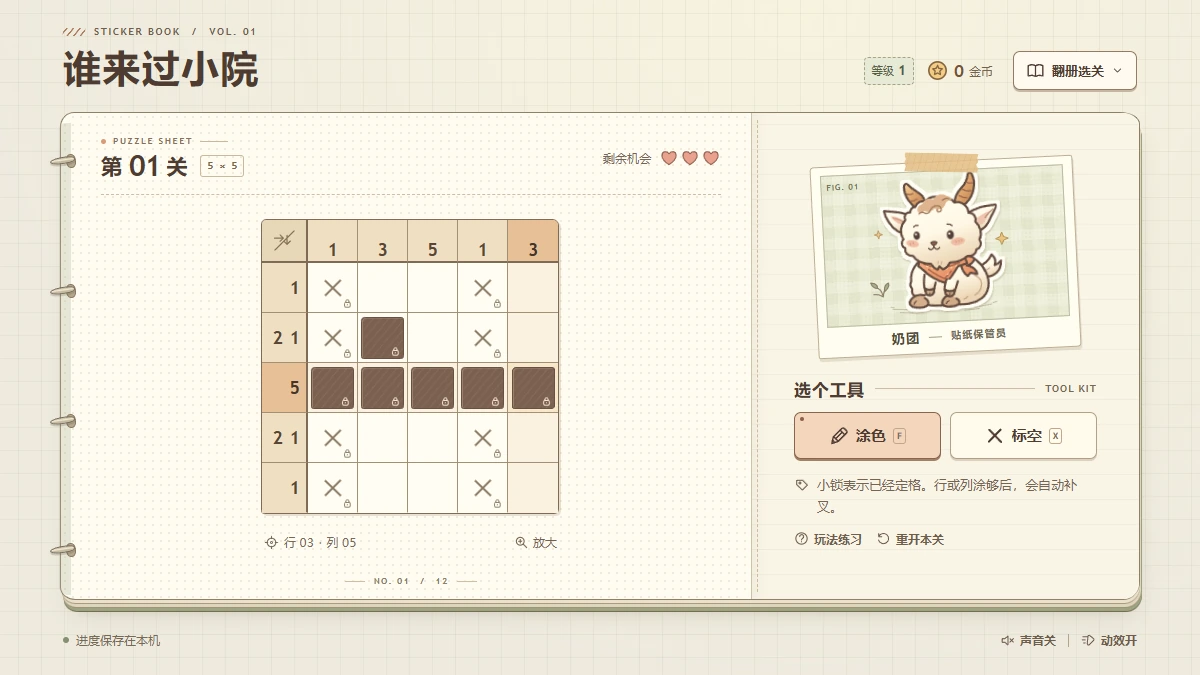 STICKER BOOK / VOL. 01
谁来过小院
等级 1
0 金币
翻册选关
PUZZLE SHEET
第 01 关 5 × 5
剩余机会
1 3 5 1 3
1
2 1
5
2 1
1
行 03 · 列 05
放大
NO. 01 / 12
FIG. 01
奶团 — 贴纸保管员
选个工具
TOOL KIT
涂色 F
标空 X
小锁表示已经定格。行或列涂够后，会自动补
叉。
玩法练习
重开本关
进度保存在本机
声音关
动效开